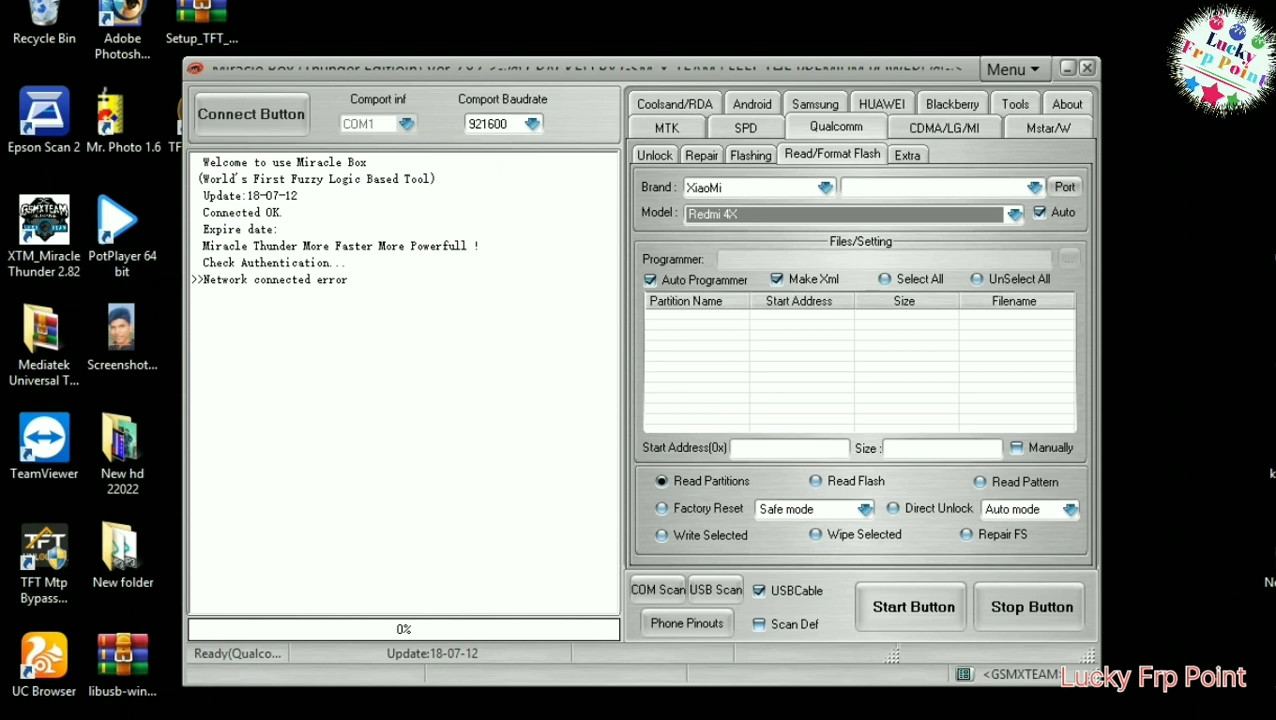 Recycle Bin
Adobe
Photosh...
Setup_TFT_...
Epson Scan 2
Mr. Photo 1.6
XTM_Miracle
Thunder 2.82
PotPlayer 64
bit
Mediatek
Universal T...
Screenshot...
TeamViewer
New hd
22022
TFT Mtp
Bypass...
New folder
UC Browser
libusb-win...
Menu
Connect Button
Comport inf
Comport Baudrate
COM1
921600
Welcome to use Miracle Box
(World's First Fuzzy Logic Based Tool)
Update:18-07-12
Connected OK.
Expire date:
Miracle Thunder More Faster More Powerfull !
Check Authentication...
>>Network connected error
0%
Ready(Qualco...
Update:18-07-12
Coolsand/RDA
Android
Samsung
HUAWEI
Blackberry
Tools
About
MTK
SPD
Qualcomm
CDMA/LG/MI
Mstar/W
Unlock
Repair
Flashing
Read/Format Flash
Extra
Brand :
XiaoMi
Port
Model :
Redmi 4X
Auto
Files/Setting
Programmer:
Auto Programmer
Make Xml
Select All
UnSelect All
Partition Name
Start Address
Size
Filename
Start Address(0x)
Size :
Manually
Read Partitions
Read Flash
Read Pattern
Factory Reset
Safe mode
Direct Unlock
Auto mode
Write Selected
Wipe Selected
Repair FS
COM Scan
USB Scan
USBCable
Start Button
Stop Button
Phone Pinouts
Scan Def
<GSMXTEAM>
Lucky Frp Point
Lucky
Frp Point